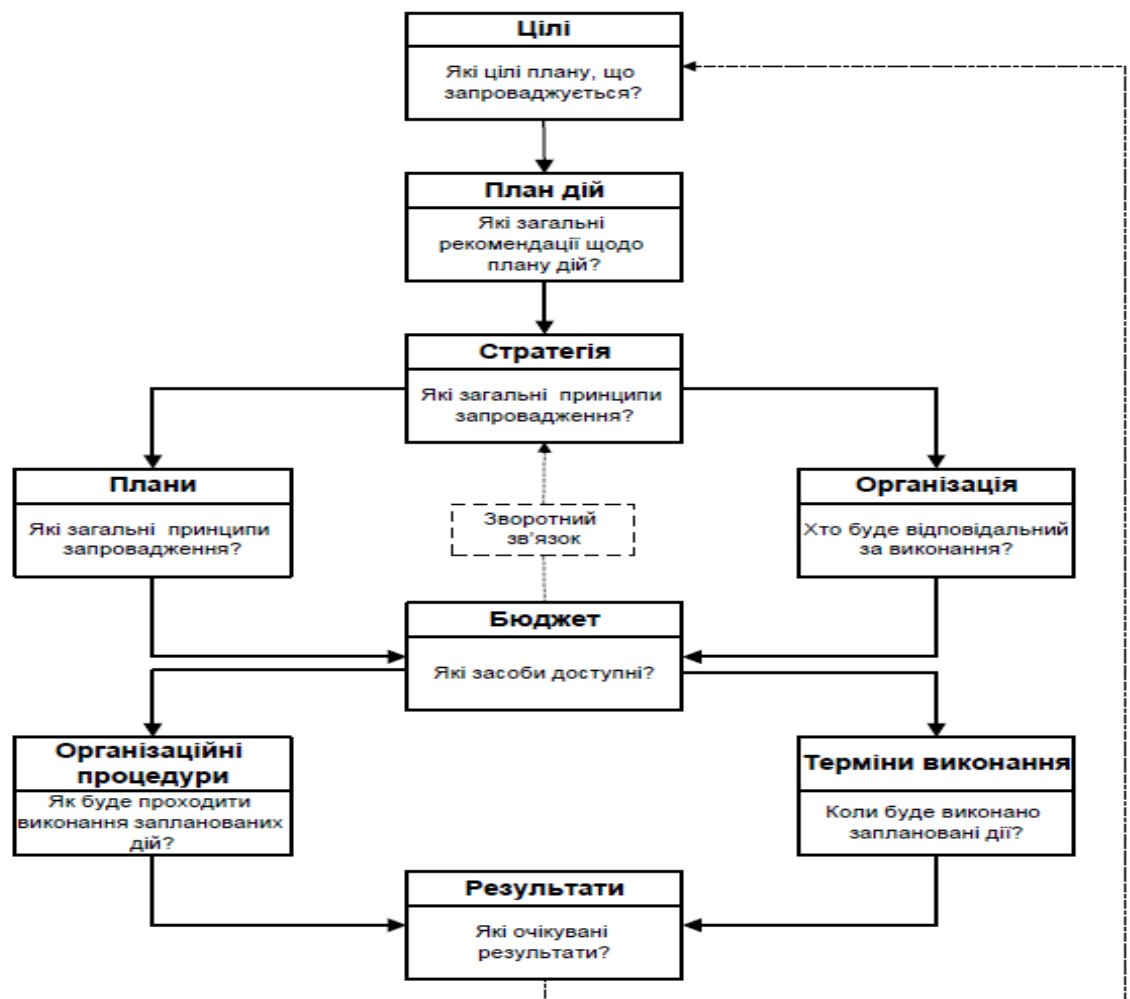 Цілі
Які цілі плану, що
запроваджується?
План дій
Які загальні
рекомендації щодо
плану дій?
Стратегія
Які загальні принципи
запровадження?
Плани
Які загальні принципи
запровадження?
Зворотний
зв'язок
Організація
Хто буде відповідальний
за виконання?
Бюджет
Які засоби доступні?
Організаційні
процедури
Як буде проходити
виконання запланованих
дій?
Терміни виконання
Коли буде виконано
заплановані дії?
Результати
Які очікувані
результати?